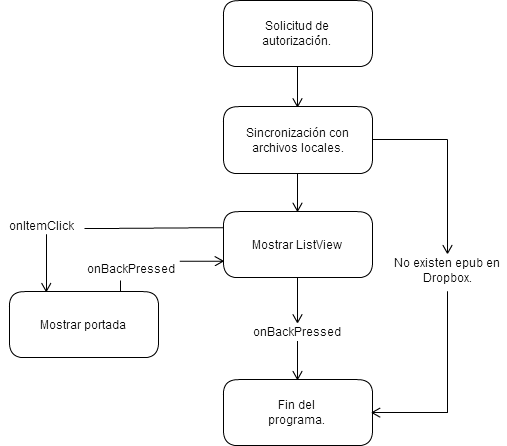 Solicitud de
autorización.
Sincronización con
archivos locales.
onItemClick
Mostrar ListView
onBackPressed
No existen epub en
Dropbox.
Mostrar portada
onBackPressed
Fin del
programa.